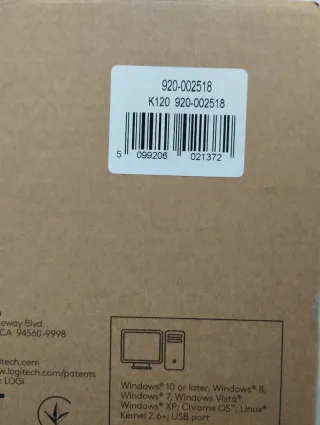 920-002518
K120 920-002518
5 099206 021372
teway Blvd.
CA 94560-9998
itech.com
w.logitech.com/patents
: LOGI
Windows® 10 or later, Windows® 8,
Windows® 7, Windows Vista®,
Windows® XP; Chrome OS™; Linux®
Kernel 2.6+; USB port